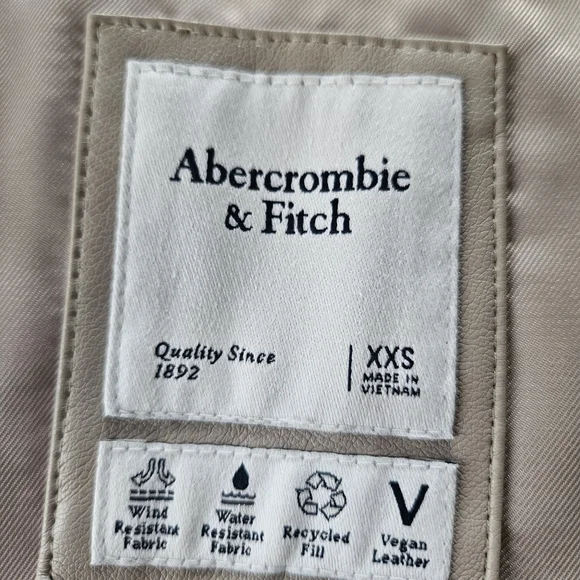 Abercrombie
& Fitch
Quality Since
1892
XXS
MADE IN
VIETNAM
Wind
Resistant
Fabric
Water
Resistant
Fabric
Recycled
Fill
V
Vegan
Leather